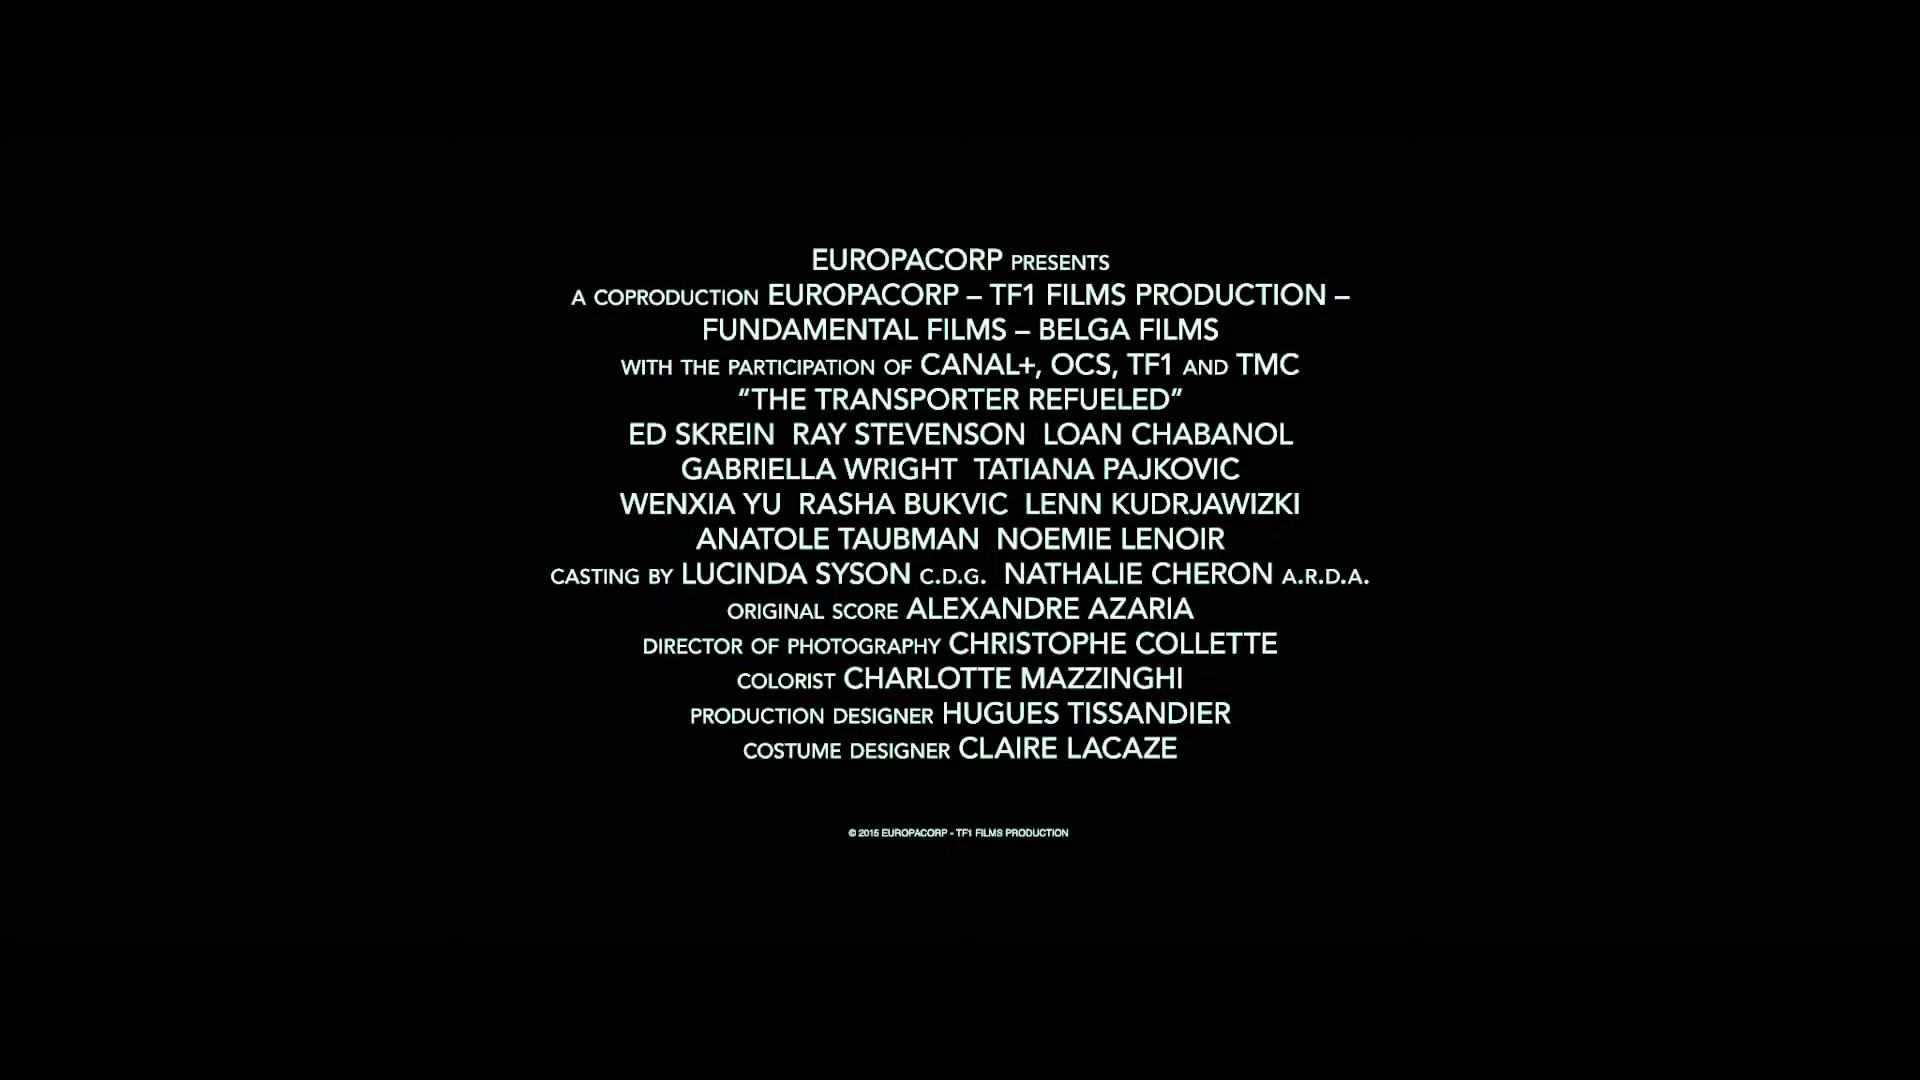 EUROPACORP PRESENTS
A COPRODUCTION EUROPACORP – TF1 FILMS PRODUCTION –
FUNDAMENTAL FILMS – BELGA FILMS
WITH THE PARTICIPATION OF CANAL+, OCS, TF1 AND TMC
“THE TRANSPORTER REFUELED”
ED SKREIN  RAY STEVENSON  LOAN CHABANOL
GABRIELLA WRIGHT  TATIANA PAJKOVIC
WENXIA YU  RASHA BUKVIC  LENN KUDRJAWIZKI
ANATOLE TAUBMAN  NOEMIE LENOIR
CASTING BY LUCINDA SYSON C.D.G.  NATHALIE CHERON A.R.D.A.
ORIGINAL SCORE ALEXANDRE AZARIA
DIRECTOR OF PHOTOGRAPHY CHRISTOPHE COLLETTE
COLORIST CHARLOTTE MAZZINGHI
PRODUCTION DESIGNER HUGUES TISSANDIER
COSTUME DESIGNER CLAIRE LACAZE
© 2015 EUROPACORP - TF1 FILMS PRODUCTION